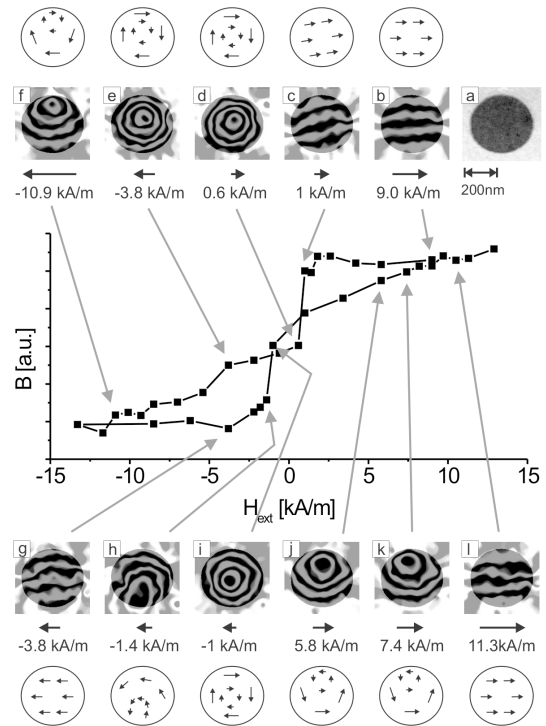 f e d c b a
-10.9 kA/m -3.8 kA/m 0.6 kA/m 1 kA/m 9.0 kA/m 200nm
B [a.u.]
-15 -10 -5 0 5 10 15
H_ext [kA/m]
g h i j k l
-3.8 kA/m -1.4 kA/m -1 kA/m 5.8 kA/m 7.4 kA/m 11.3kA/m